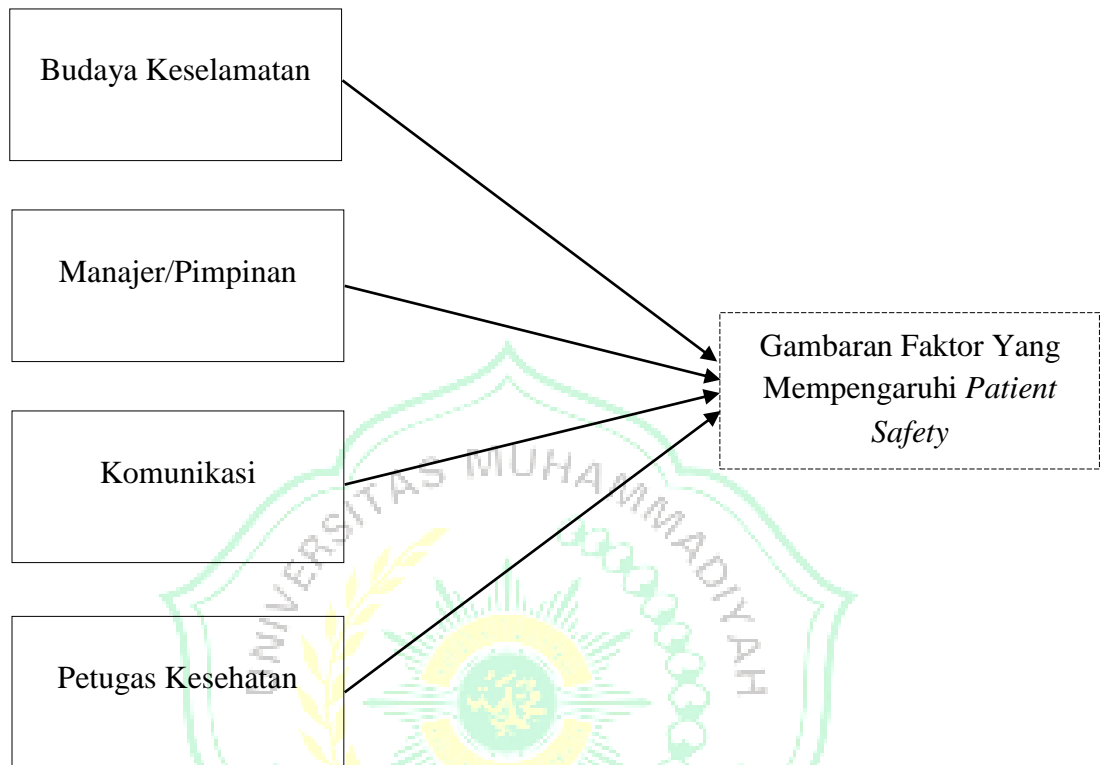 Budaya Keselamatan
Manajer/Pimpinan
Komunikasi
Petugas Kesehatan
Gambaran Faktor Yang
Mempengaruhi Patient
Safety
UNIVERSITAS MUHAMMADIYAH